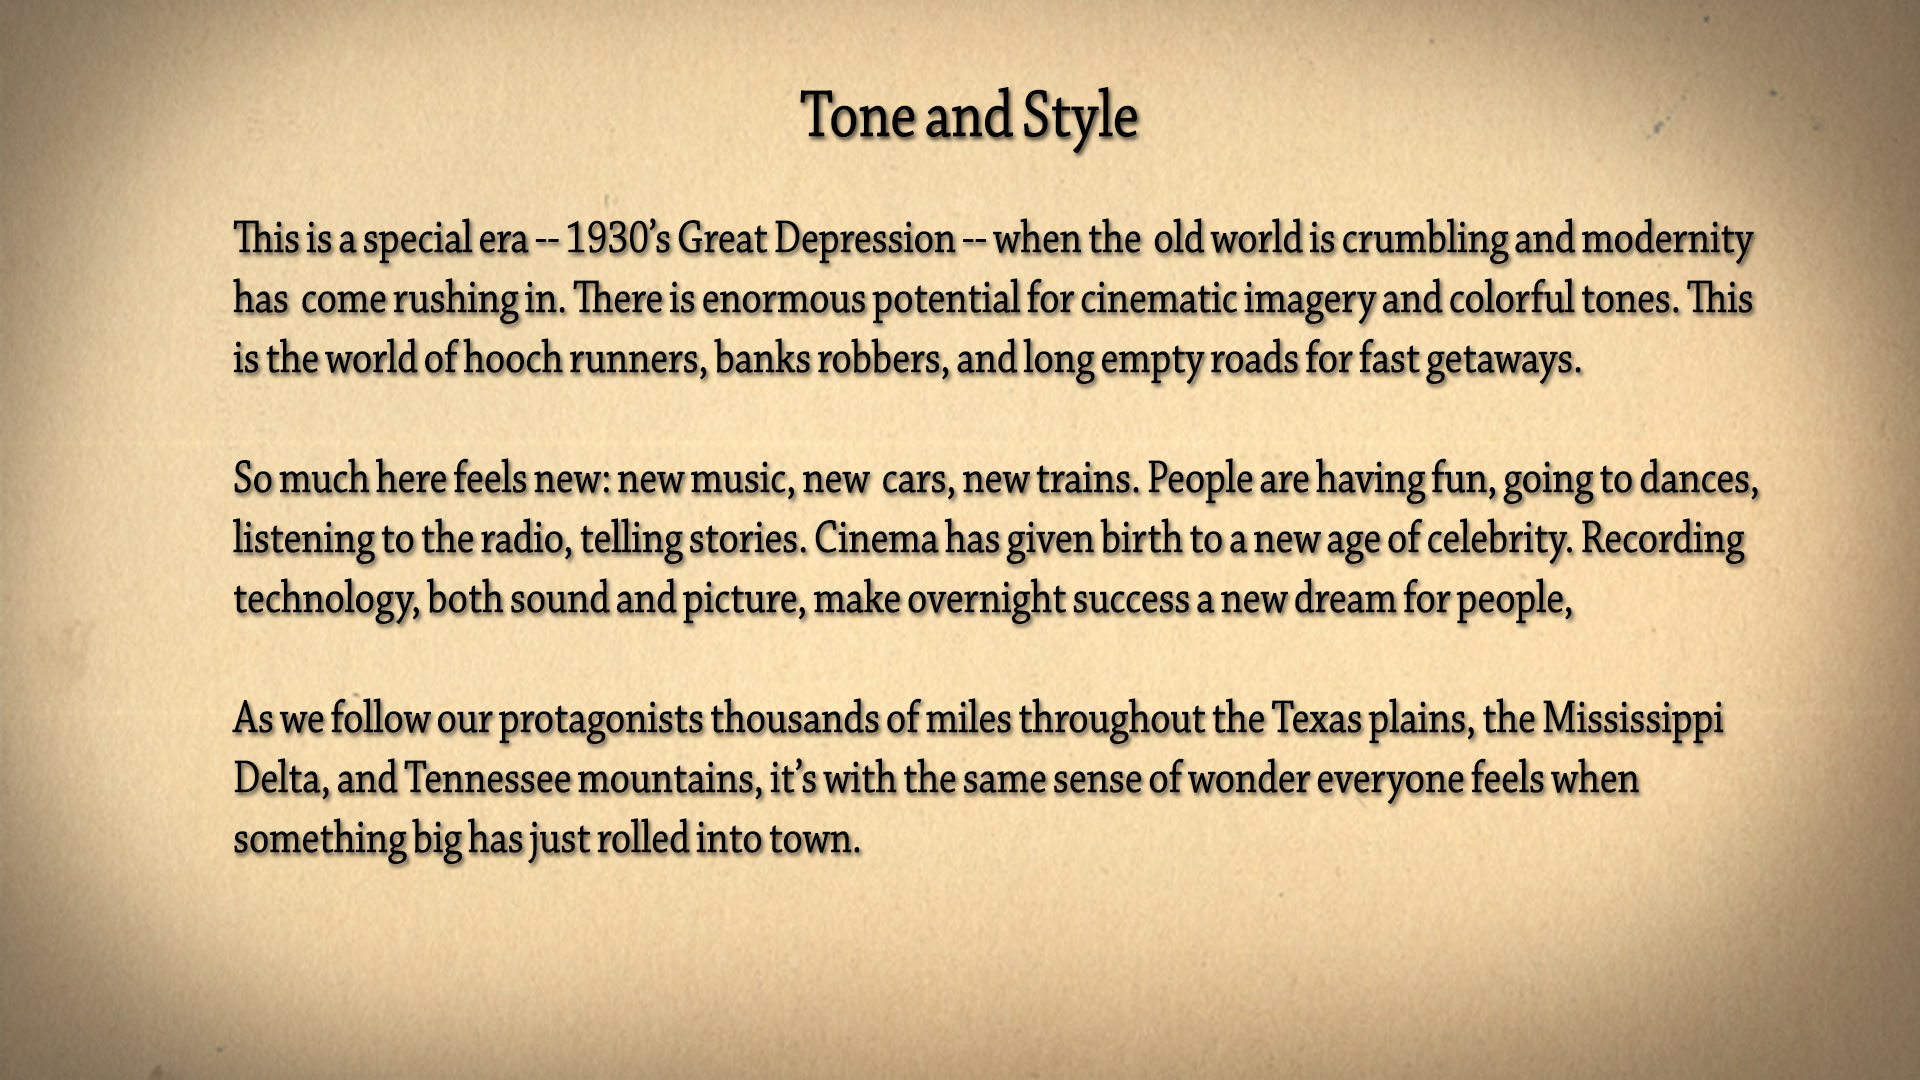 Tone and Style
This is a special era -- 1930’s Great Depression -- when the  old world is crumbling and modernity
has  come rushing in. There is enormous potential for cinematic imagery and colorful tones. This
is the world of hooch runners, banks robbers, and long empty roads for fast getaways.
So much here feels new: new music, new  cars, new trains. People are having fun, going to dances,
listening to the radio, telling stories. Cinema has given birth to a new age of celebrity. Recording
technology, both sound and picture, make overnight success a new dream for people,
As we follow our protagonists thousands of miles throughout the Texas plains, the Mississippi
Delta, and Tennessee mountains, it’s with the same sense of wonder everyone feels when
something big has just rolled into town.